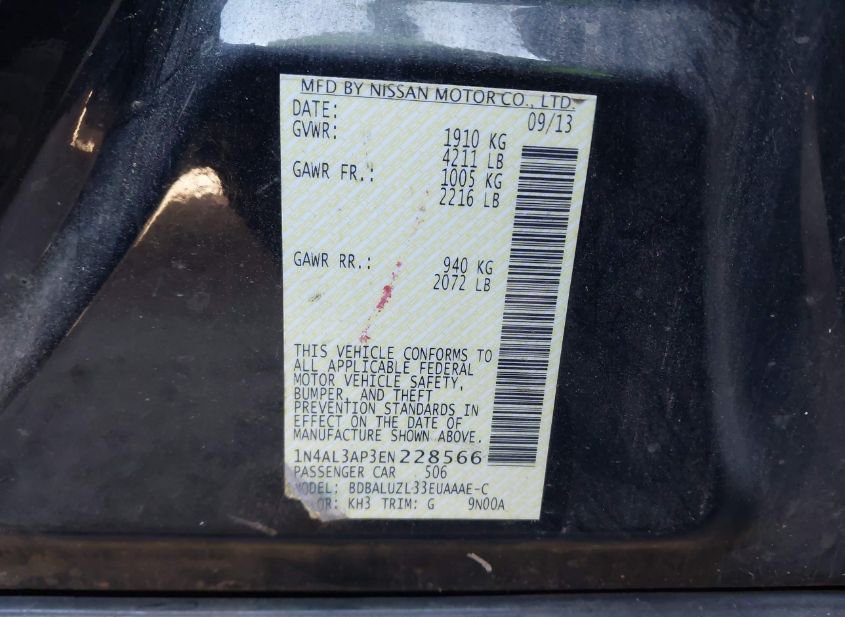 MFD BY NISSAN MOTOR CO., LTD.
DATE: 09/13
GVWR: 1910 KG
4211 LB
GAWR FR.: 1005 KG
2216 LB
GAWR RR.: 940 KG
2072 LB
THIS VEHICLE CONFORMS TO
ALL APPLICABLE FEDERAL
MOTOR VEHICLE SAFETY,
BUMPER, AND THEFT
PREVENTION STANDARDS IN
EFFECT ON THE DATE OF
MANUFACTURE SHOWN ABOVE.
1N4AL3AP3EN228566
PASSENGER CAR 506
ODEL: BDBALUZL33EUAAAE-C
OR: KH3 TRIM: G 9N00A